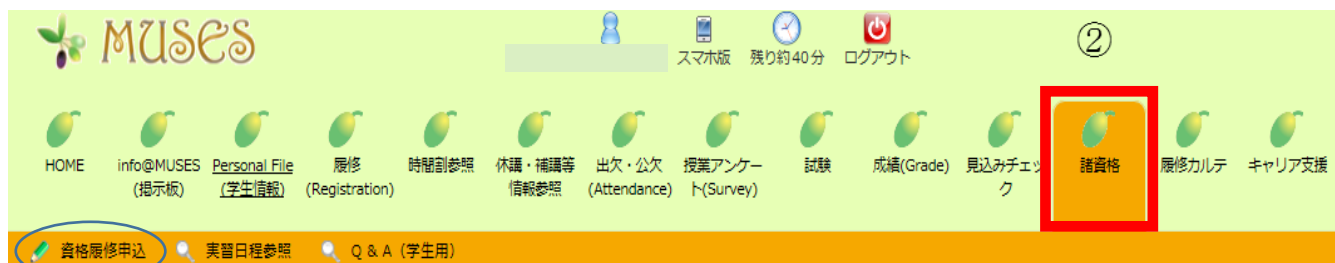 MUSES
スマホ版 残り約40分 ログアウト
②
HOME
info@MUSES
(掲示板)
Personal File
(学生情報)
履修
(Registration)
時間割参照
休講・補講等
情報参照
出欠・公欠
(Attendance)
授業アンケー
ト(Survey)
試験
成績(Grade)
見込みチェッ
ク
諸資格
履修カルテ
キャリア支援
資格履修申込 実習日程参照 Q & A（学生用）